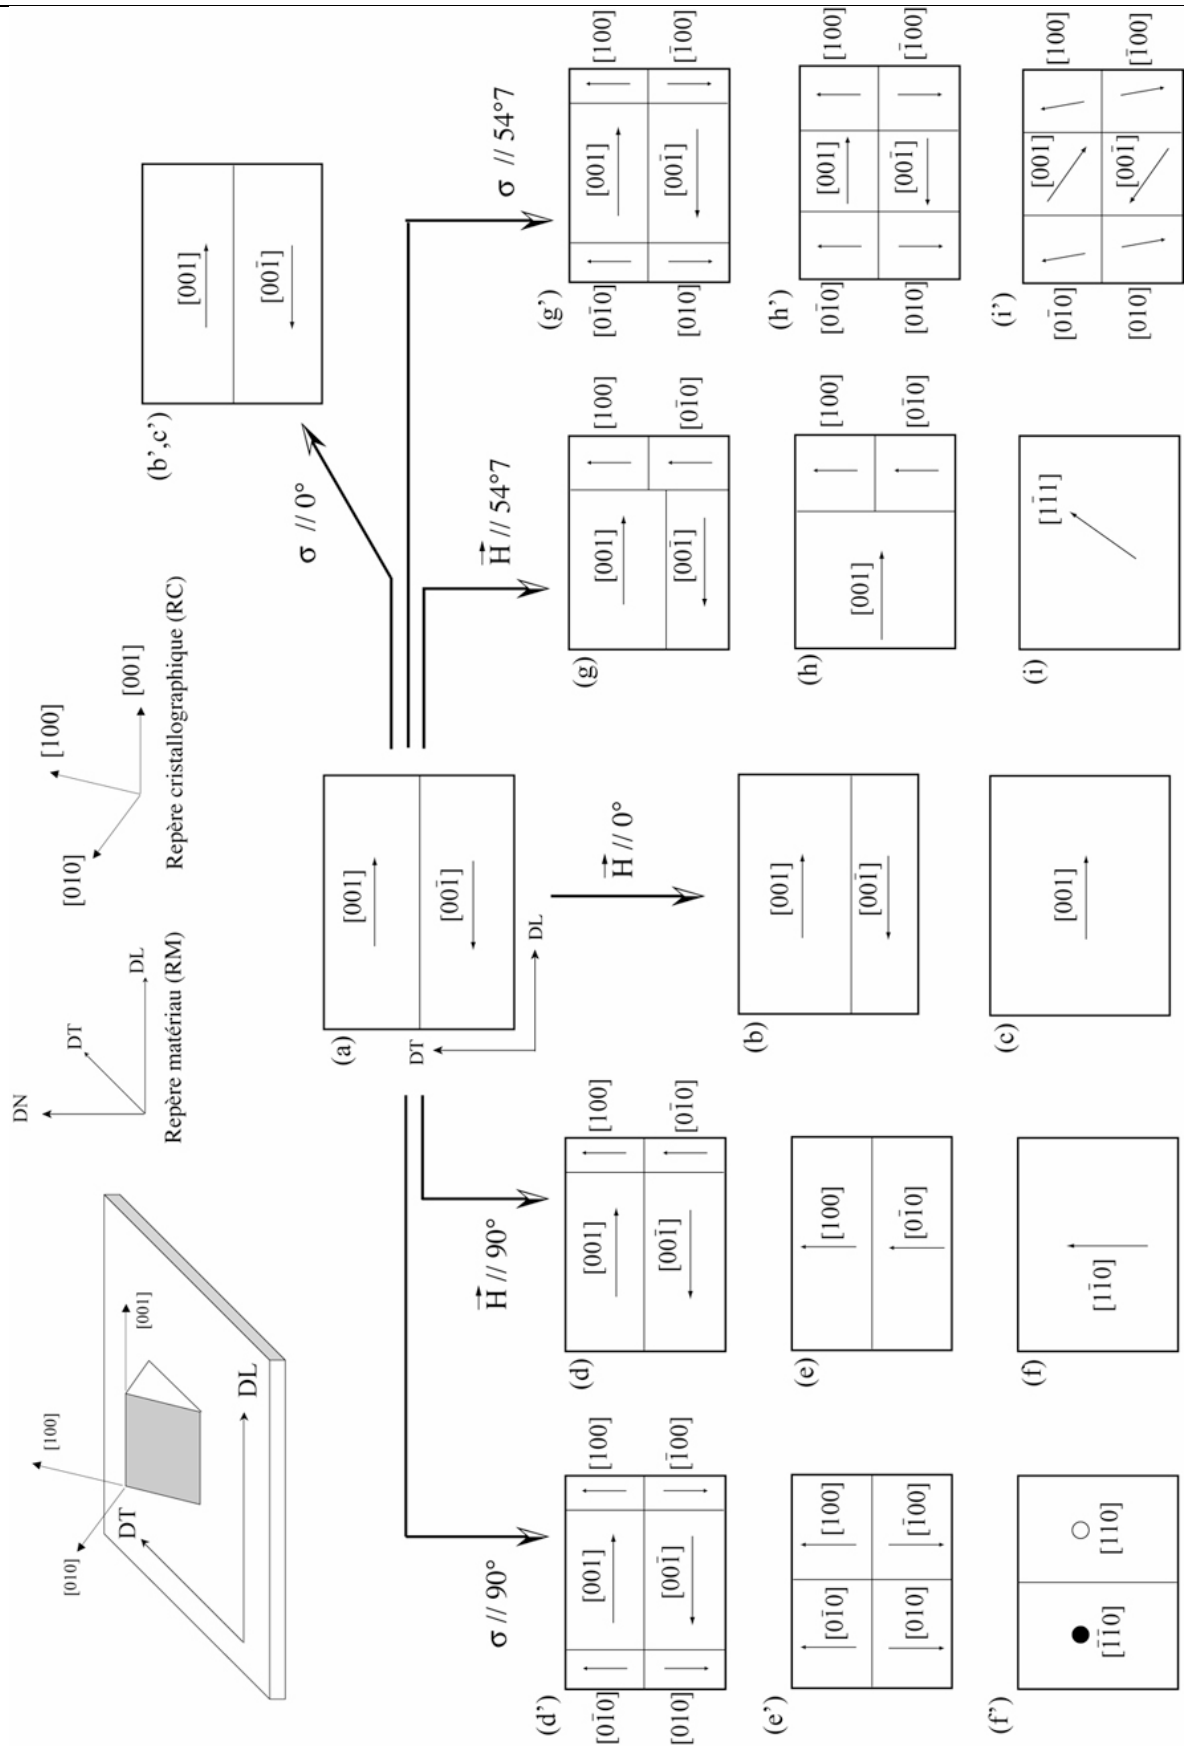 [100]
[010]
[001]
DT
DL
DN
DT
DL
Repère matériau (RM)
[100]
[010]
[001]
Repère cristallographique (RC)
(a)
[001]
[001̄]
DT
DL
σ // 0°
(b’,c’)
[001]
[001̄]
σ // 90°
H⃗ // 90°
H⃗ // 0°
H⃗ // 54°7
σ // 54°7
(d’)
[01̄0]
[001]
[100]
[010]
[001̄]
[1̄00]
(d)
[001]
[100]
[001̄]
[01̄0]
(b)
[001]
[001̄]
(g)
[001]
[100]
[001̄]
[01̄0]
(g’)
[01̄0]
[001]
[100]
[010]
[001̄]
[1̄00]
(e’)
[01̄0]
[100]
[010]
[1̄00]
(e)
[100]
[01̄0]
(c)
[001]
(h)
[001]
[100]
[01̄0]
(h’)
[01̄0]
[001]
[100]
[010]
[001̄]
[1̄00]
(f’)
[1̄1̄0]
[110]
(f)
[11̄0]
(i)
[11̄1]
(i’)
[01̄0]
[001]
[100]
[010]
[001̄]
[1̄00]